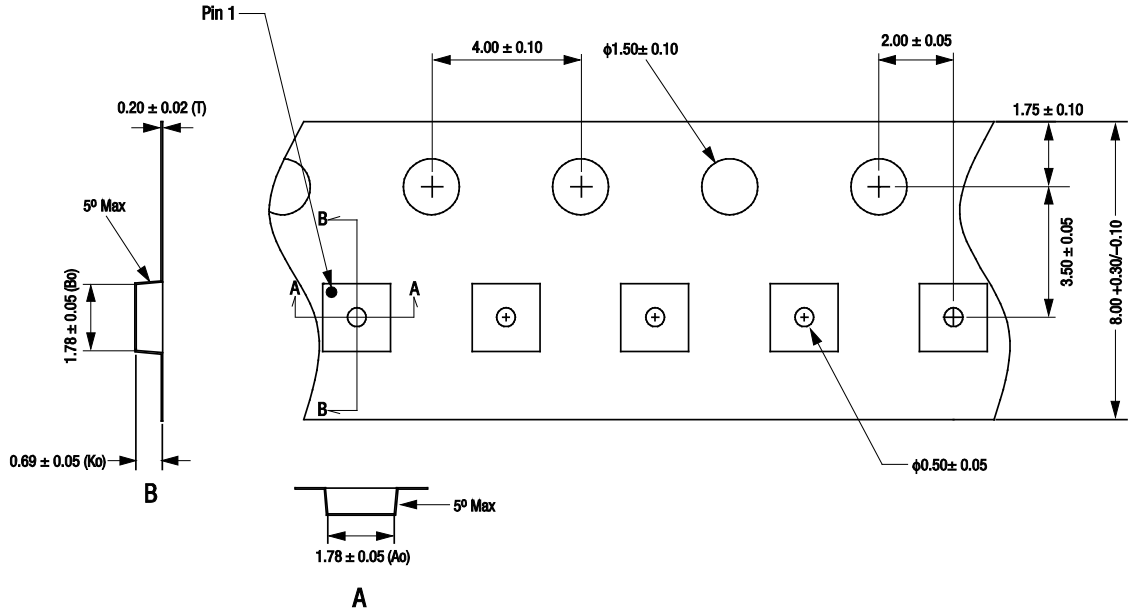 Pin 1
4.00 ± 0.10
ϕ1.50± 0.10
2.00 ± 0.05
0.20 ± 0.02 (T)
1.75 ± 0.10
5º Max
B
A
A
3.50 ± 0.05
8.00 +0.30/–0.10
1.78 ± 0.05 (Bo)
B
0.69 ± 0.05 (Ko)
ϕ0.50± 0.05
B
5º Max
1.78 ± 0.05 (Ao)
A